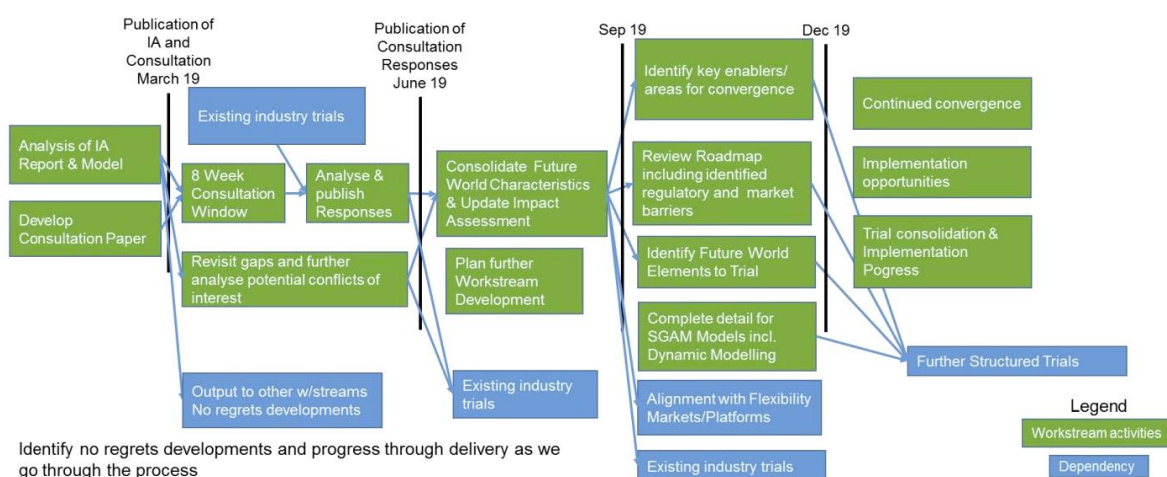 Publication of
IA and
Consultation
March 19
Publication of
Consultation
Responses
June 19
Sep 19
Dec 19
Existing industry trials
Analysis of IA
Report & Model
Develop
Consultation Paper
8 Week
Consultation
Window
Analyse &
publish
Responses
Revisit gaps and further
analyse potential conflicts of
interest
Output to other w/streams
No regrets developments
Consolidate Future
World Characteristics
& Update Impact
Assessment
Plan further
Workstream
Development
Existing industry
trials
Identify key enablers/
areas for convergence
Review Roadmap
including identified
regulatory and market
barriers
Identify Future World
Elements to Trial
Complete detail for
SGAM Models incl.
Dynamic Modelling
Alignment with Flexibility
Markets/Platforms
Existing industry trials
Continued convergence
Implementation
opportunities
Trial consolidation &
Implementation
Pogress
Further Structured Trials
Legend
Workstream activities
Dependency
Identify no regrets developments and progress through delivery as we
go through the process